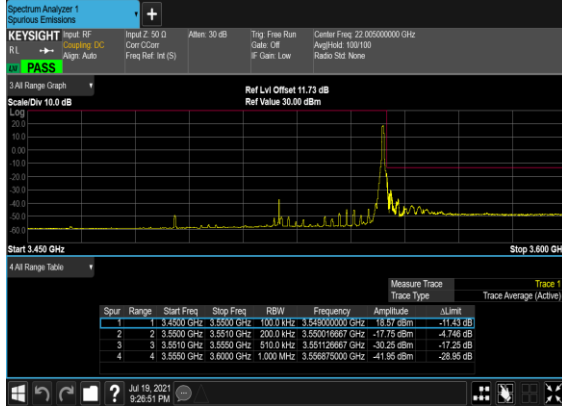 Spectrum Analyzer 1
Spurious Emissions
+
KEYSIGHT Input: RF Input Z: 50 Ω Atten: 30 dB Trig: Free Run Center Freq: 22.005000000 GHz
RL Coupling: DC Corr CCorr Gate: Off Avg|Hold: 100/100
Align: Auto Freq Ref: Int (S) IF Gain: Low Radio Std: None
PASS
3 All Range Graph
Ref Lvl Offset 11.73 dB
Scale/Div 10.0 dB Ref Value 30.00 dBm
Log
20.0
10.0
0.00
-10.0
-20.0
-30.0
-40.0
-50.0
-60.0
Start 3.450 GHz Stop 3.600 GH
4 All Range Table
Measure Trace Trace 1
Trace Type Trace Average (Active)
Spur Range Start Freq Stop Freq RBW Frequency Amplitude ΔLimit
1 1 3.4500 GHz 3.5500 GHz 100.0 kHz 3.549000000 GHz 18.57 dBm -11.43 dB
2 2 3.5500 GHz 3.5510 GHz 200.0 kHz 3.550016667 GHz -17.75 dBm -4.746 dB
3 3 3.5510 GHz 3.5550 GHz 510.0 kHz 3.551126667 GHz -30.25 dBm -17.25 dB
4 4 3.5550 GHz 3.6000 GHz 1.000 MHz 3.556875000 GHz -41.95 dBm -28.95 dB
?
Jul 19, 2021
9:26:51 PM